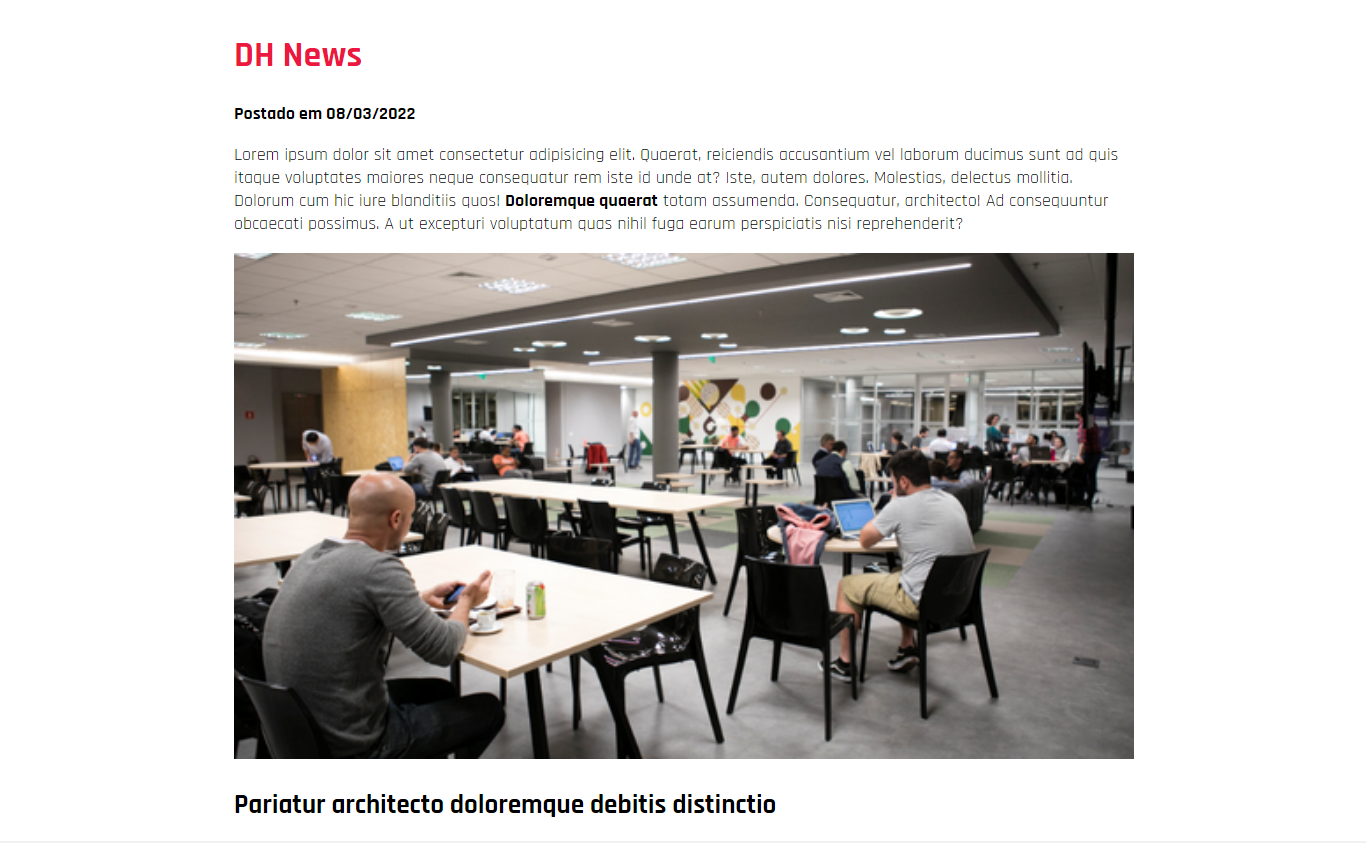 DH News
Postado em 08/03/2022
Lorem ipsum dolor sit amet consectetur adipisicing elit. Quaerat, reiciendis accusantium vel laborum ducimus sunt ad quis
itaque voluptates maiores neque consequatur rem iste id unde at? Iste, autem dolores. Molestias, delectus mollitia.
Dolorum cum hic iure blanditiis quos! Doloremque quaerat totam assumenda. Consequatur, architecto! Ad consequuntur
obcaecati possimus. A ut excepturi voluptatum quas nihil fuga earum perspiciatis nisi reprehenderit?
Pariatur architecto doloremque debitis distinctio